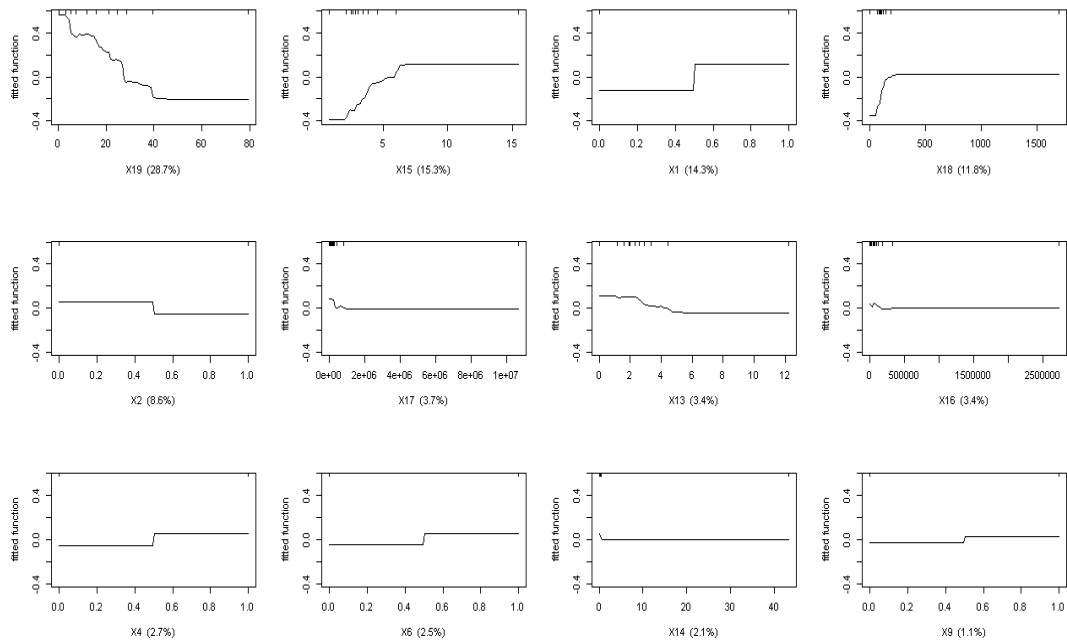 fitted function
-0.4 0.0 0.4
0 20 40 60 80
X19 (28.7%)
fitted function
-0.4 0.0 0.4
5 10 15
X15 (15.3%)
fitted function
-0.4 0.0 0.4
0.0 0.2 0.4 0.6 0.8 1.0
X1 (14.3%)
fitted function
-0.4 0.0 0.4
0 500 1000 1500
X18 (11.8%)
fitted function
-0.4 0.0 0.4
0.0 0.2 0.4 0.6 0.8 1.0
X2 (8.6%)
fitted function
-0.4 0.0 0.4
0e+00 2e+06 4e+06 6e+06 8e+06 1e+07
X17 (3.7%)
fitted function
-0.4 0.0 0.4
0 2 4 6 8 10 12
X13 (3.4%)
fitted function
-0.4 0.0 0.4
0 500000 1500000 2500000
X16 (3.4%)
fitted function
-0.4 0.0 0.4
0.0 0.2 0.4 0.6 0.8 1.0
X4 (2.7%)
fitted function
-0.4 0.0 0.4
0.0 0.2 0.4 0.6 0.8 1.0
X6 (2.5%)
fitted function
-0.4 0.0 0.4
0 10 20 30 40
X14 (2.1%)
fitted function
-0.4 0.0 0.4
0.0 0.2 0.4 0.6 0.8 1.0
X9 (1.1%)